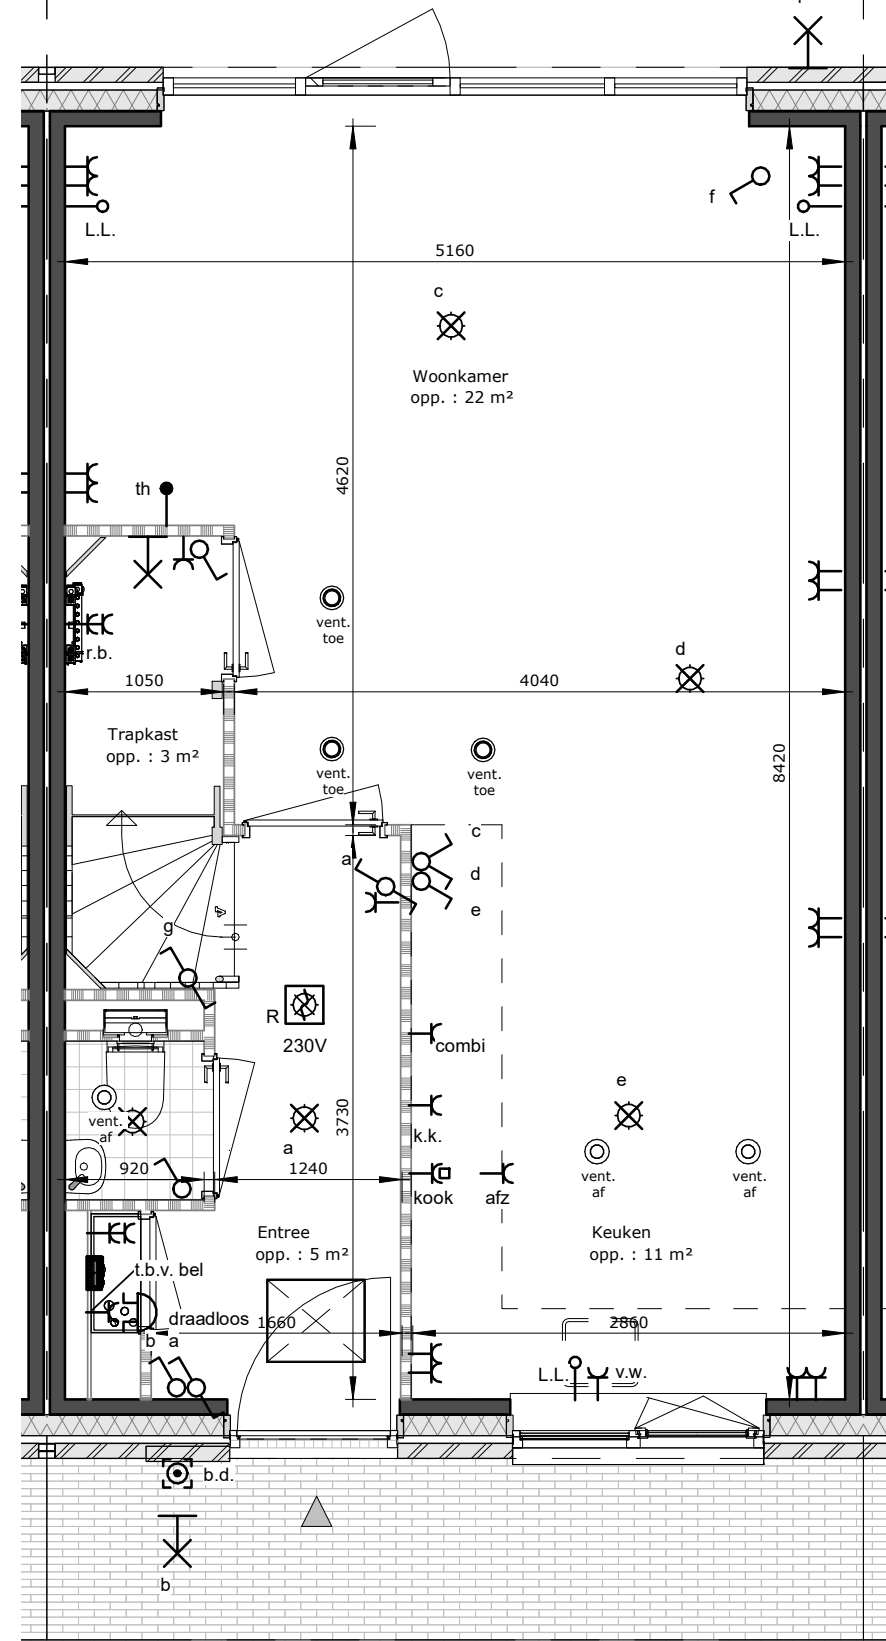 f
L.L.
L.L.
5160
c
Woonkamer
opp. : 22 m²
4620
th
vent.
toe
r.b.
d
1050
4040
Trapkast
opp. : 3 m²
8420
vent.
toe
vent.
toe
c
a
d
e
4
g
R
230V
combi
e
vent.
af
a
3730
k.k.
920
1240
kook
afz
vent.
af
vent.
af
Entree
opp. : 5 m²
Keuken
opp. : 11 m²
t.b.v. bel
draadloos
1660
2860
b
a
L.L.
v.w.
b.d.
b